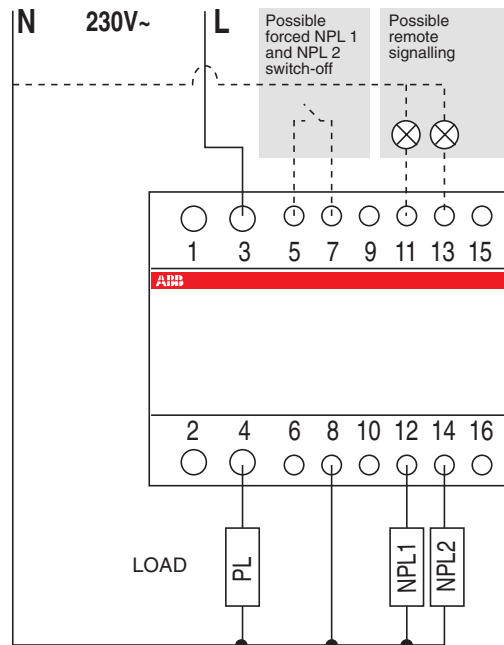 N 230V~ L
Possible
forced NPL 1
and NPL 2
switch-off
Possible
remote
signalling
1 3 5 7 9 11 13 15
ABB
2 4 6 8 10 12 14 16
LOAD
PL
NPL1
NPL2